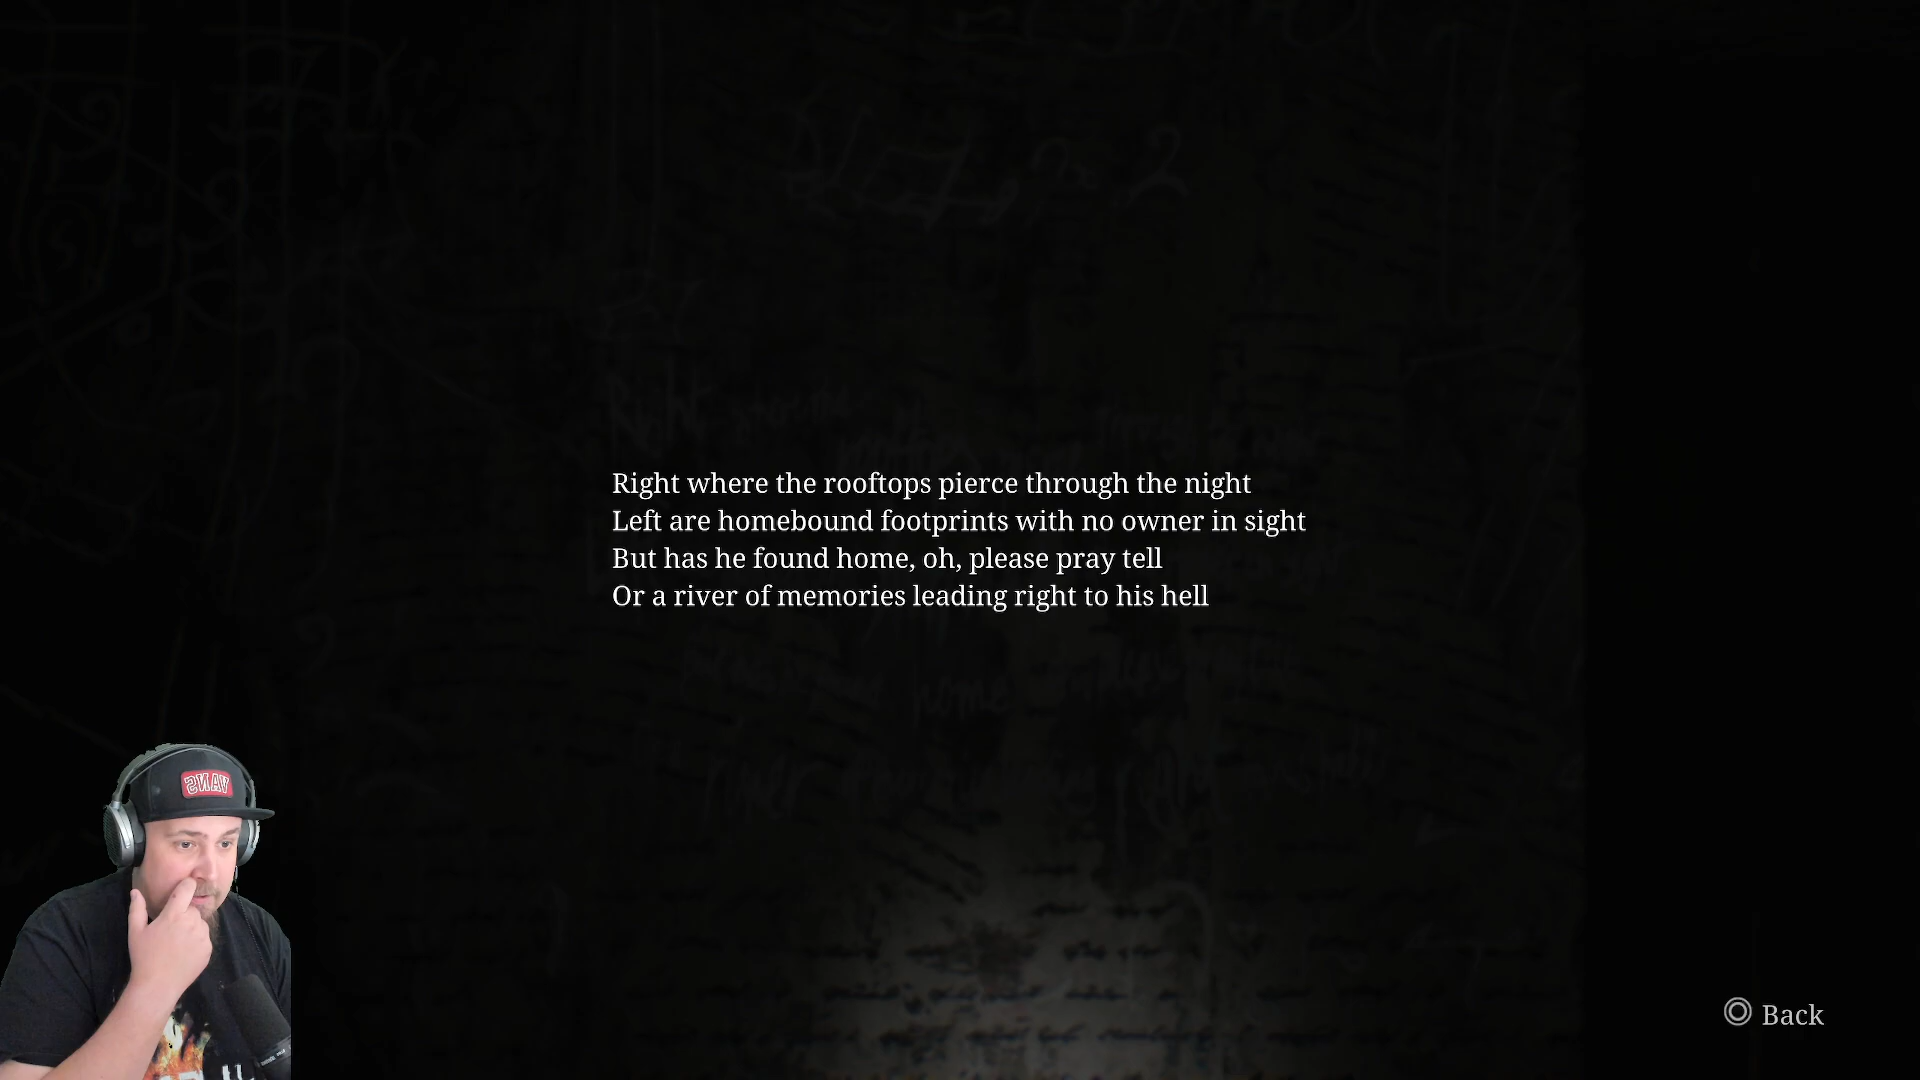 Right where the rooftops pierce through the night
Left are homebound footprints with no owner in sight
But has he found home, oh, please pray tell
Or a river of memories leading right to his hell
VANS
Back